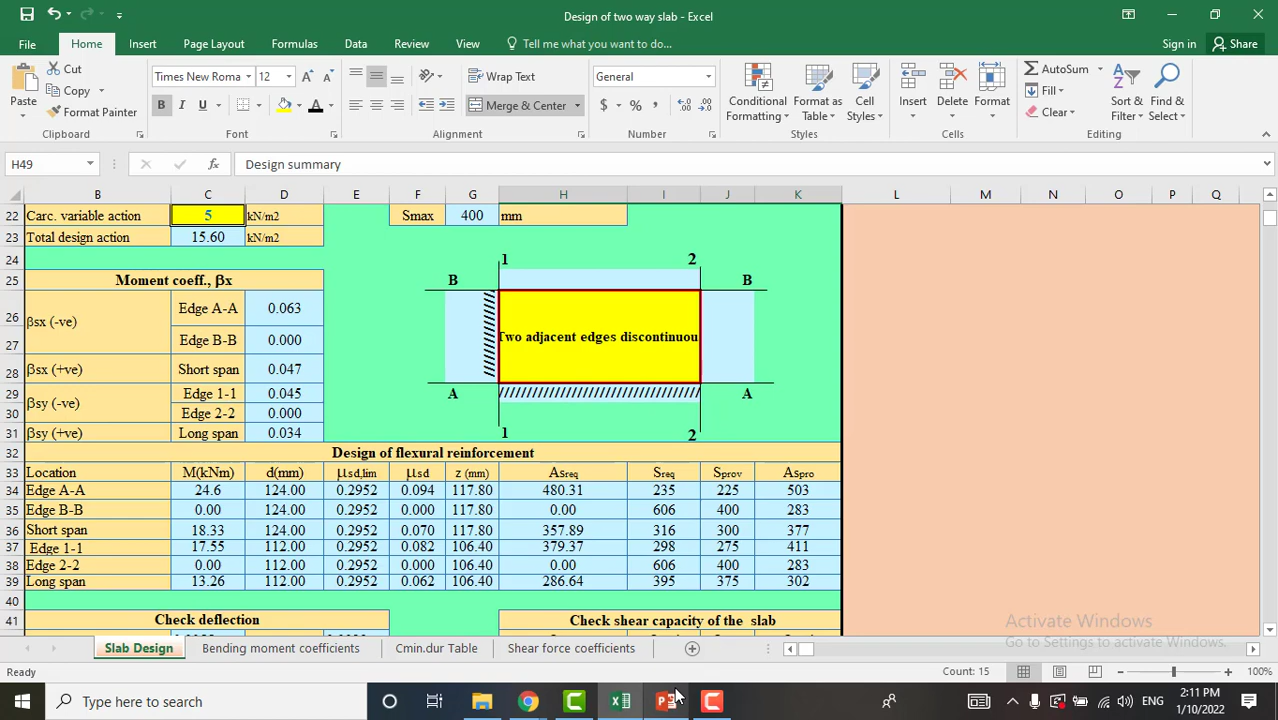 Design of two way slab - Excel
File Home Insert Page Layout Formulas Data Review View Tell me what you want to do... Sign in Share
Paste Cut Copy Format Painter Clipboard
Times New Roma 12 B I U A Font
Wrap Text Merge & Center Alignment
General $ % , Number
Conditional Formatting Format as Table Cell Styles Styles
Insert Delete Format Cells
AutoSum Fill Clear Sort & Filter Find & Select Editing
H49 fx Design summary
B C D E F G H I J K L M N O P Q
22 Carc. variable action 5 kN/m2 Smax 400 mm
23 Total design action 15.60 kN/m2
24 1 2
25 Moment coeff., βx B B
26 βsx (-ve) Edge A-A 0.063
Two adjacent edges discontinuou
27 Edge B-B 0.000
28 βsx (+ve) Short span 0.047
29 βsy (-ve) Edge 1-1 0.045 A A
30 Edge 2-2 0.000
31 βsy (+ve) Long span 0.034 1 2
32 Design of flexural reinforcement
33 Location M(kNm) d(mm) μsd,lim μsd z (mm) Asreq Sreq Sprov Aspro
34 Edge A-A 24.6 124.00 0.2952 0.094 117.80 480.31 235 225 503
35 Edge B-B 0.00 124.00 0.2952 0.000 117.80 0.00 606 400 283
36 Short span 18.33 124.00 0.2952 0.070 117.80 357.89 316 300 377
37 Edge 1-1 17.55 112.00 0.2952 0.082 106.40 379.37 298 275 411
38 Edge 2-2 0.00 112.00 0.2952 0.000 106.40 0.00 606 400 283
39 Long span 13.26 112.00 0.2952 0.062 106.40 286.64 395 375 302
40
41 Check deflection Check shear capacity of the slab
Activate Windows
Go to Settings to activate Windows.
Slab Design Bending moment coefficients Cmin.dur Table Shear force coefficients
Ready Count: 15 100%
Type here to search ENG 2:11 PM
1/10/2022